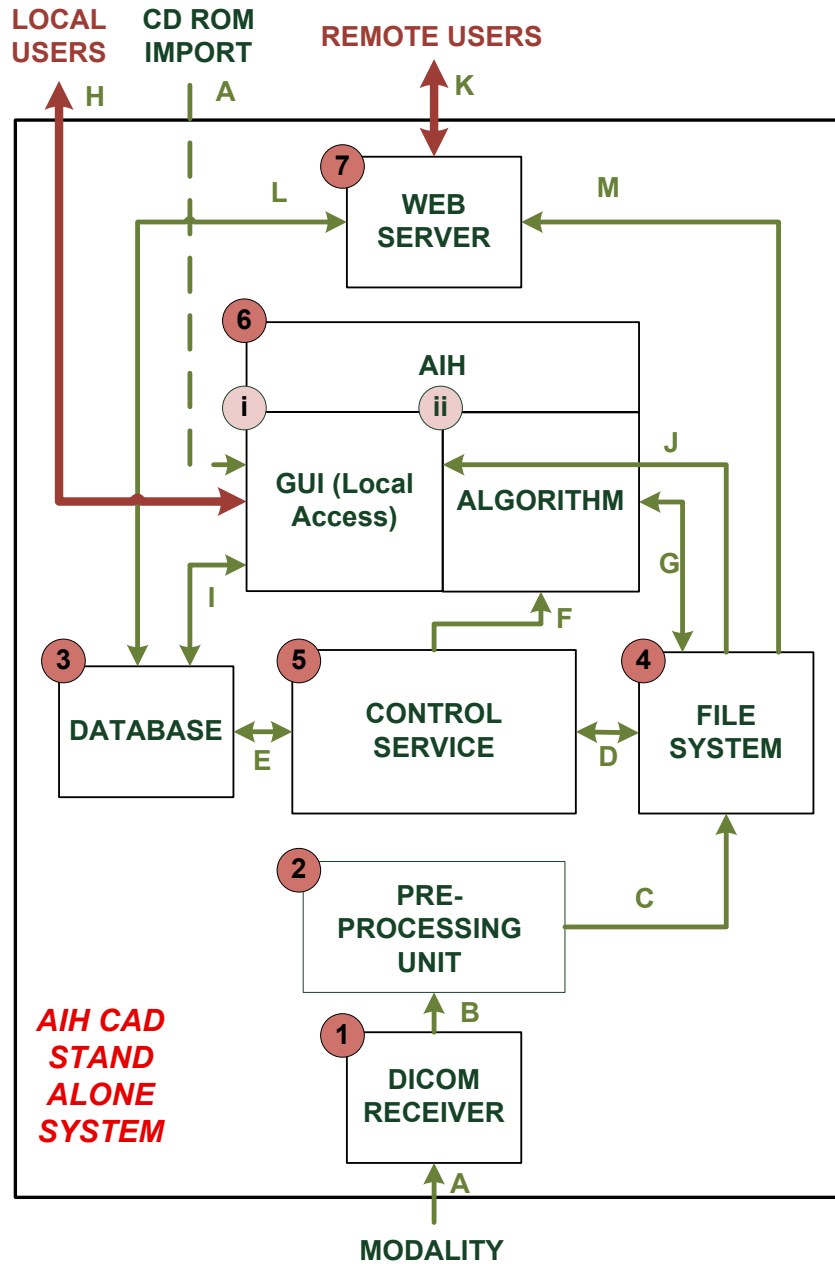 LOCAL
USERS
CD ROM
IMPORT
REMOTE USERS
H
A
K
7
WEB
SERVER
L
M
6
AIH
i
ii
GUI (Local
Access)
ALGORITHM
J
G
I
F
3
DATABASE
5
CONTROL
SERVICE
4
FILE
SYSTEM
E
D
2
PRE-
PROCESSING
UNIT
C
B
AIH CAD
STAND
ALONE
SYSTEM
1
DICOM
RECEIVER
A
MODALITY